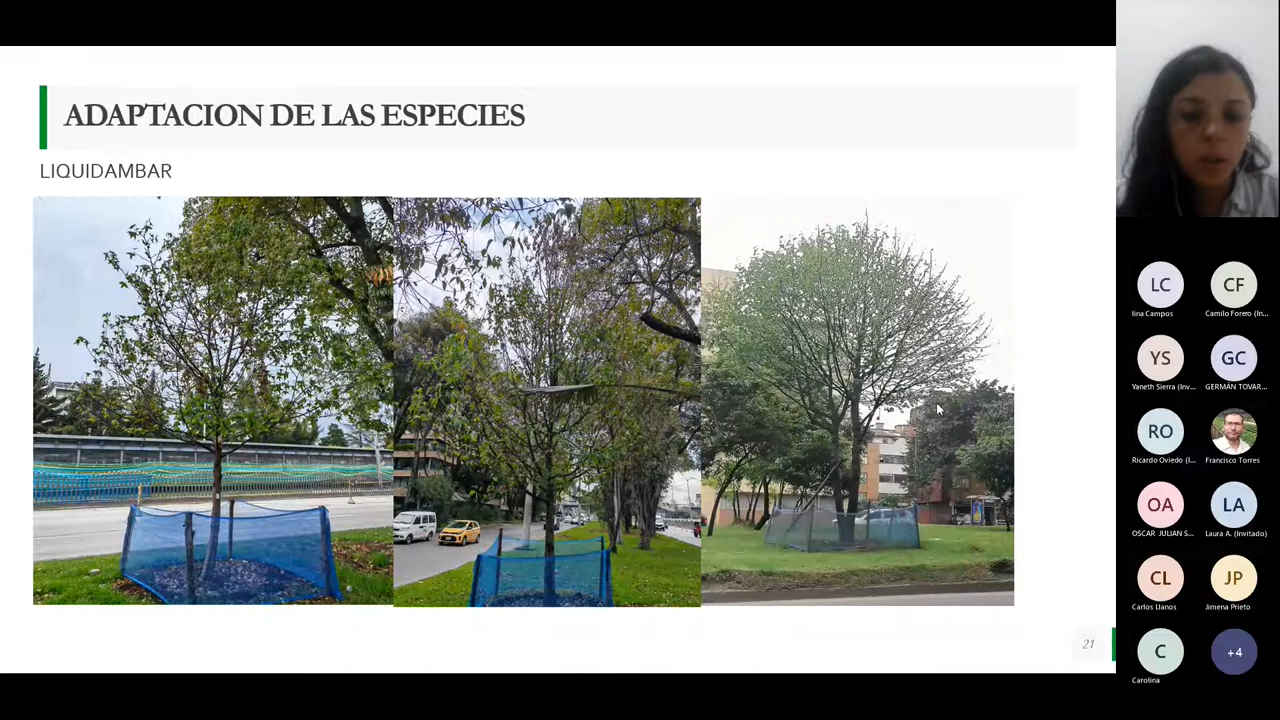 ADAPTACION DE LAS ESPECIES
LIQUIDAMBAR
21
LC
lina Campos
CF
Camilo Forero (In...
YS
Yaneth Sierra (Inv...
GC
GERMÁN TOVAR...
RO
Ricardo Oviedo (I...
Francisco Torres
OA
OSCAR JULIAN S...
LA
Laura A. (Invitado)
CL
Carlos Llanos
JP
Jimena Prieto
C
Carolina
+4